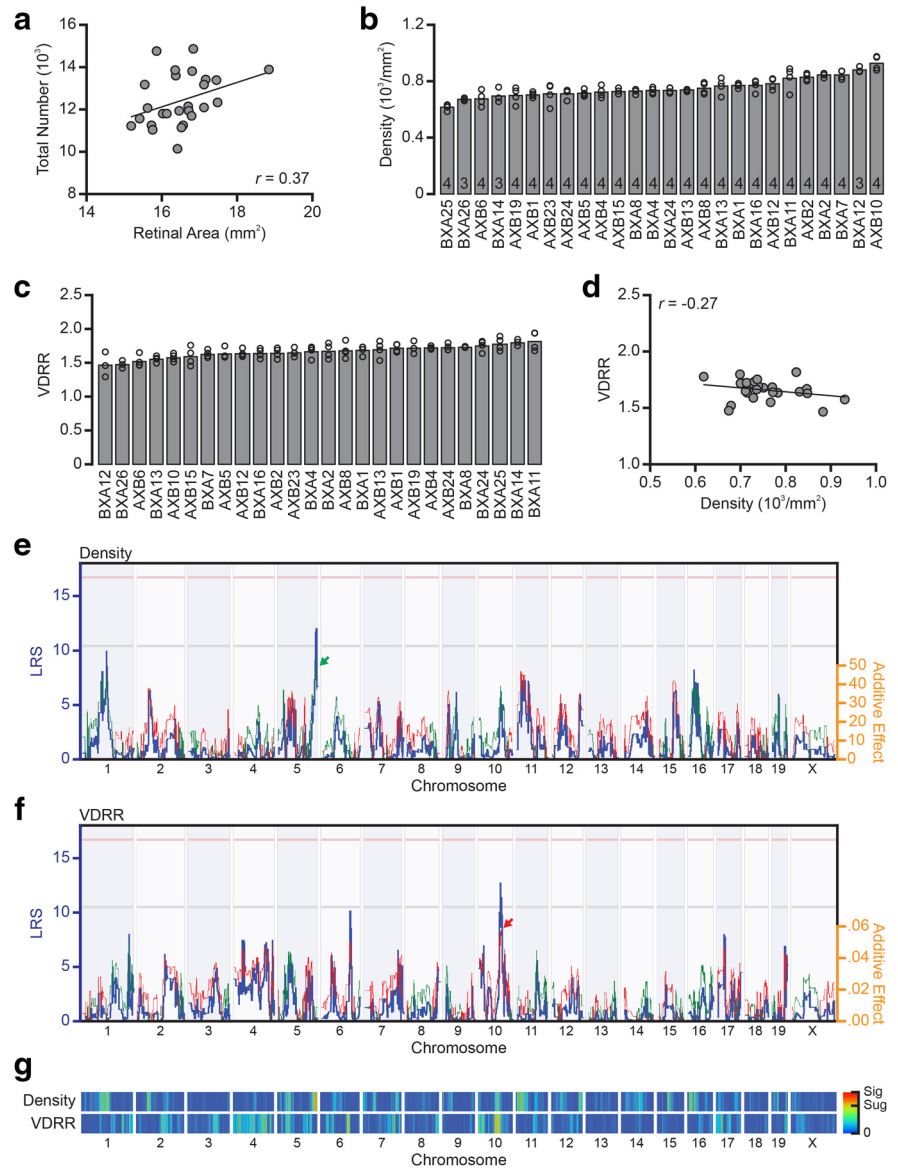 a
16
14
12
10
8
Total Number (10³)
r = 0.37
14 16 18 20
Retinal Area (mm²)
b
1.2
0.8
0.4
0
Density (10³/mm²)
4 3 4 3 4 4 4 4 4 4 4 4 4 4 4 4 4 4 4 4 4 4 4 3 4
BXA25 BXA26 AXB6 BXA14 AXB19 AXB1 AXB23 AXB24 AXB5 AXB4 AXB15 BXA8 BXA4 BXA24 AXB13 AXB8 BXA13 BXA1 BXA16 AXB12 BXA11 AXB2 BXA2 BXA7 BXA12 AXB10
c
2.5
2.0
1.5
1.0
0.5
0
VDRR
BXA12 BXA26 AXB6 BXA13 AXB10 AXB15 BXA7 AXB5 AXB12 BXA16 AXB2 AXB23 BXA4 BXA2 AXB8 BXA1 AXB13 AXB1 AXB19 AXB4 AXB24 BXA8 BXA24 BXA25 BXA14 BXA11
d
2.5
2.0
1.5
1.0
VDRR
r = -0.27
0.5 0.6 0.7 0.8 0.9 1.0
Density (10³/mm²)
e
Density
15
10
5
0
LRS
50
40
30
20
10
0
Additive Effect
1 2 3 4 5 6 7 8 9 10 11 12 13 14 15 16 17 18 19 X
Chromosome
f
VDRR
15
10
5
0
LRS
.06
.04
.02
.00
Additive Effect
1 2 3 4 5 6 7 8 9 10 11 12 13 14 15 16 17 18 19 X
Chromosome
g
Density
VDRR
Sig
Sug
0
1 2 3 4 5 6 7 8 9 10 11 12 13 14 15 16 17 18 19 X
Chromosome